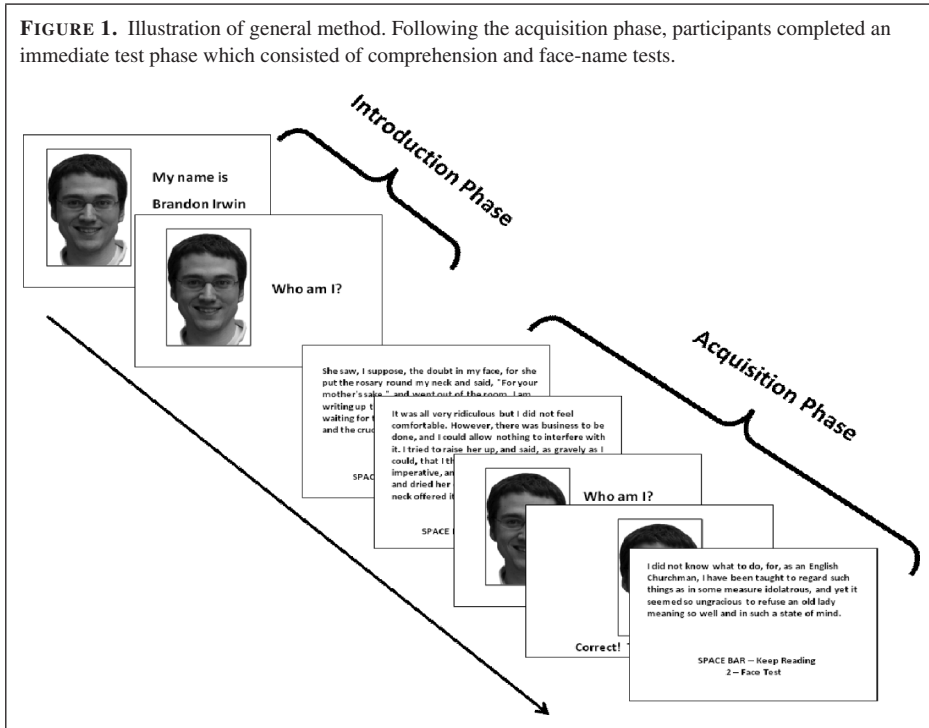 FIGURE 1. Illustration of general method. Following the acquisition phase, participants completed an
immediate test phase which consisted of comprehension and face-name tests.
Introduction Phase
My name is
Brandon Irwin
Who am I?
Acquisition Phase
She saw, I suppose, the doubt in my face, for she
put the rosary round my neck and said, "For your
mother's sake," and went out of the room. I am
writing up
waiting for
and the
It was all very ridiculous but I did not feel
comfortable. However, there was business to be
done, and I could allow nothing to interfere with
it. I tried to raise her up, and said, as gravely as I
could, that I
imperative,
and dried her
neck offered
Who am I?
Correct!
I did not know what to do, for, as an English
Churchman, I have been taught to regard such
things as in some measure idolatrous, and yet it
seemed so ungracious to refuse an old lady
meaning so well and in such a state of mind.
SPACE BAR – Keep Reading
2 – Face Test